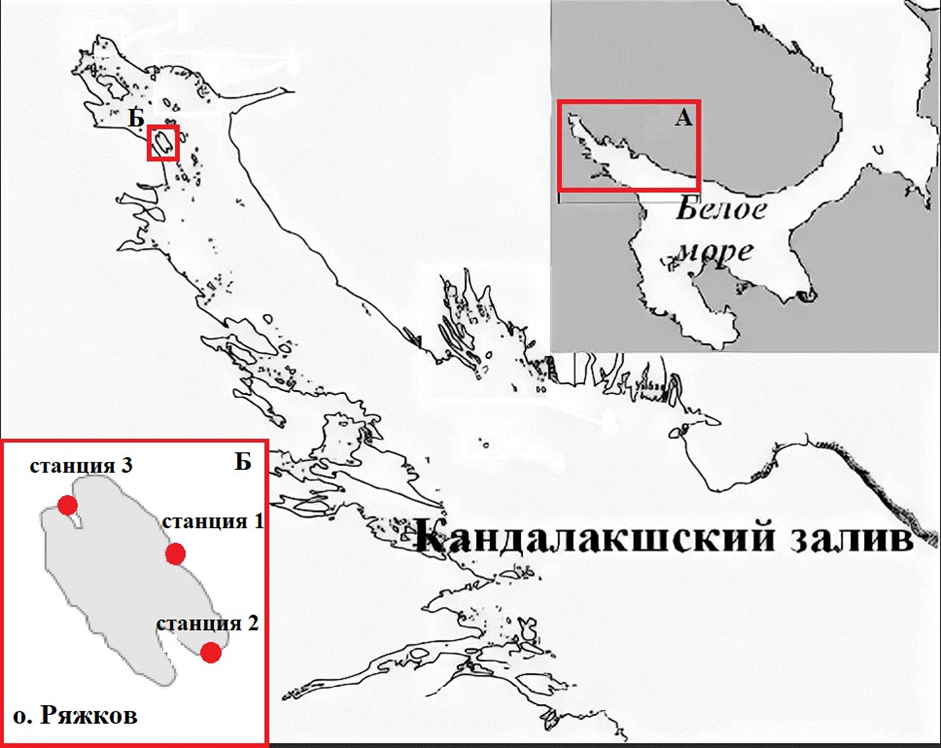 Б
А
Белое
море
станция 3
Б
станция 1
станция 2
о. Ряжков
Кандалакшский залив